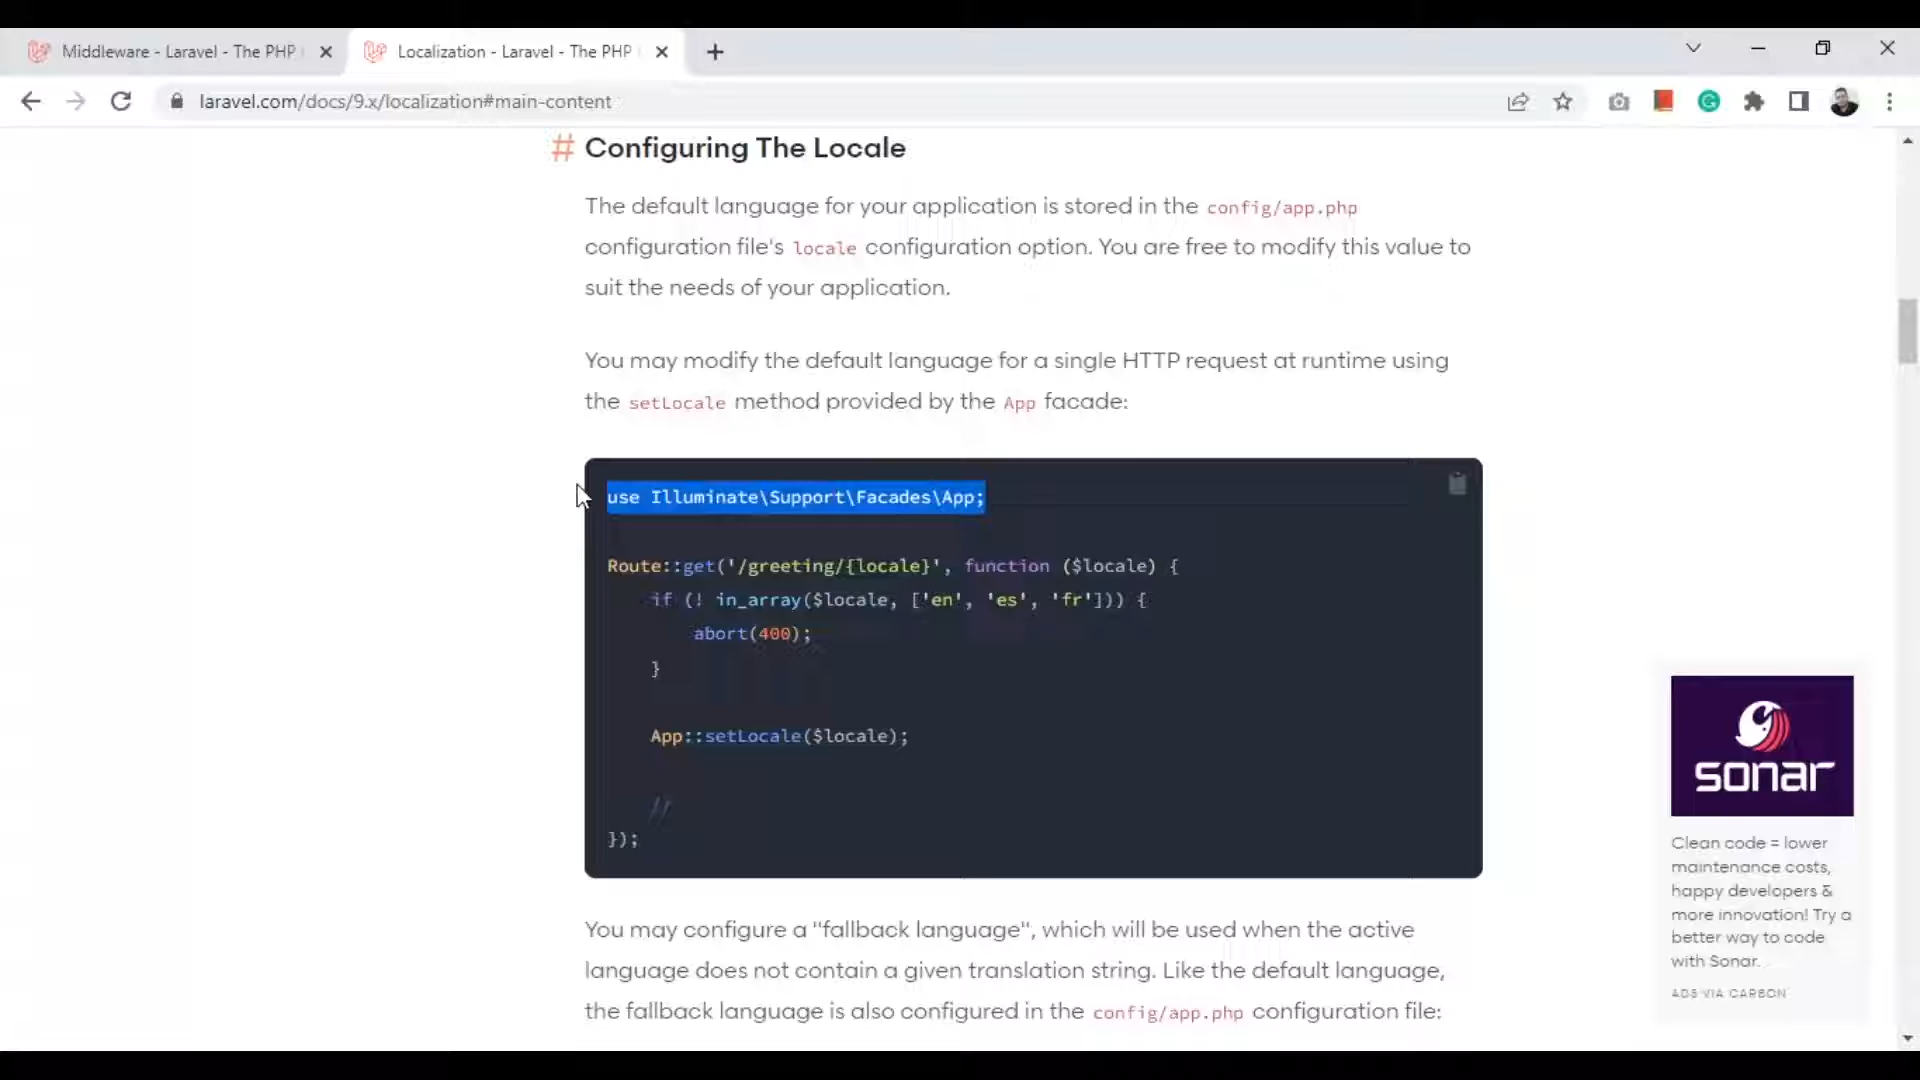 Middleware - Laravel - The PHP
Localization - Laravel - The PHP
laravel.com/docs/9.x/localization#main-content
# Configuring The Locale
The default language for your application is stored in the config/app.php
configuration file's locale configuration option. You are free to modify this value to
suit the needs of your application.
You may modify the default language for a single HTTP request at runtime using
the setLocale method provided by the App facade:
use Illuminate\Support\Facades\App;
Route::get('/greeting/{locale}', function ($locale) {
if (! in_array($locale, ['en', 'es', 'fr'])) {
abort(400);
}
App::setLocale($locale);
//
});
sonar
Clean code = lower
maintenance costs,
happy developers &
more innovation! Try a
better way to code
with Sonar.
ADS VIA CARBON
You may configure a "fallback language", which will be used when the active
language does not contain a given translation string. Like the default language,
the fallback language is also configured in the config/app.php configuration file: